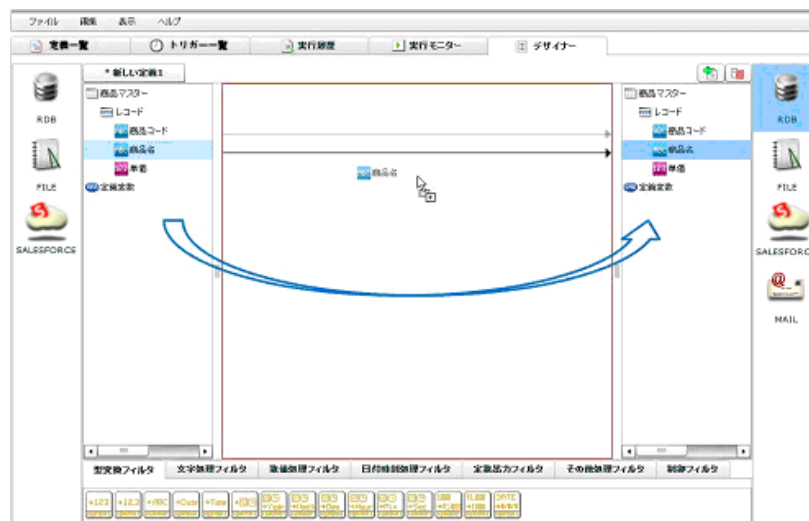 ファイル 編集 表示 ヘルプ
定義一覧 トリガー一覧 実行履歴 実行モニター デザイナー
* 新しい定義1
RDB
FILE
SALESFORCE
商品マスター
レコード
商品コード
商品名
単価
定義変数
商品名
商品マスター
レコード
商品コード
商品名
単価
定義変数
RDB
FILE
SALESFORC
MAIL
型変換フィルタ 文字処理フィルタ 数値処理フィルタ 日付時刻処理フィルタ 定数出力フィルタ その他処理フィルタ 制御フィルタ